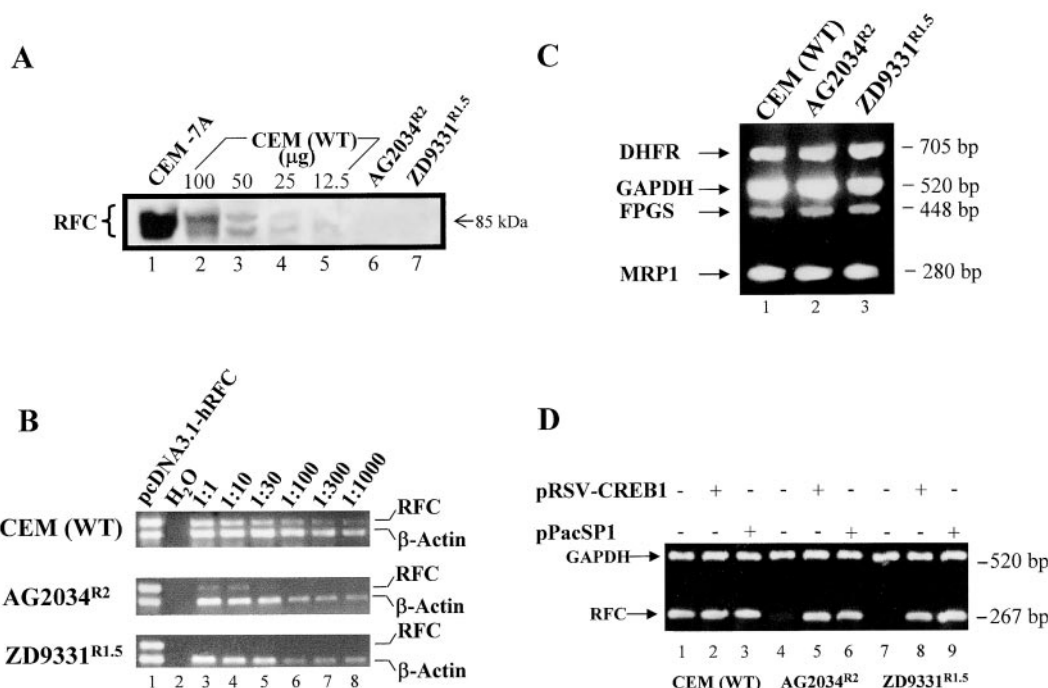 A
CEM -7A
CEM (WT)
(μg)
AG2034R2
ZD9331R1.5
100 50 25 12.5
RFC {
←85 kDa
1 2 3 4 5 6 7
C
CEM (WT)
AG2034R2
ZD9331R1.5
DHFR → – 705 bp
GAPDH → – 520 bp
FPGS → – 448 bp
MRP1 → – 280 bp
1 2 3
B
pcDNA3.1-hRFC
H2O
1:1
1:10
1:30
1:100
1:300
1:1000
CEM (WT)
RFC
β-Actin
AG2034R2
RFC
β-Actin
ZD9331R1.5
RFC
β-Actin
1 2 3 4 5 6 7 8
D
pRSV-CREB1 - + - - + - - + -
pPacSP1 - - + - - + - - +
GAPDH → –520 bp
RFC → –267 bp
1 2 3 4 5 6 7 8 9
CEM (WT) AG2034R2 ZD9331R1.5